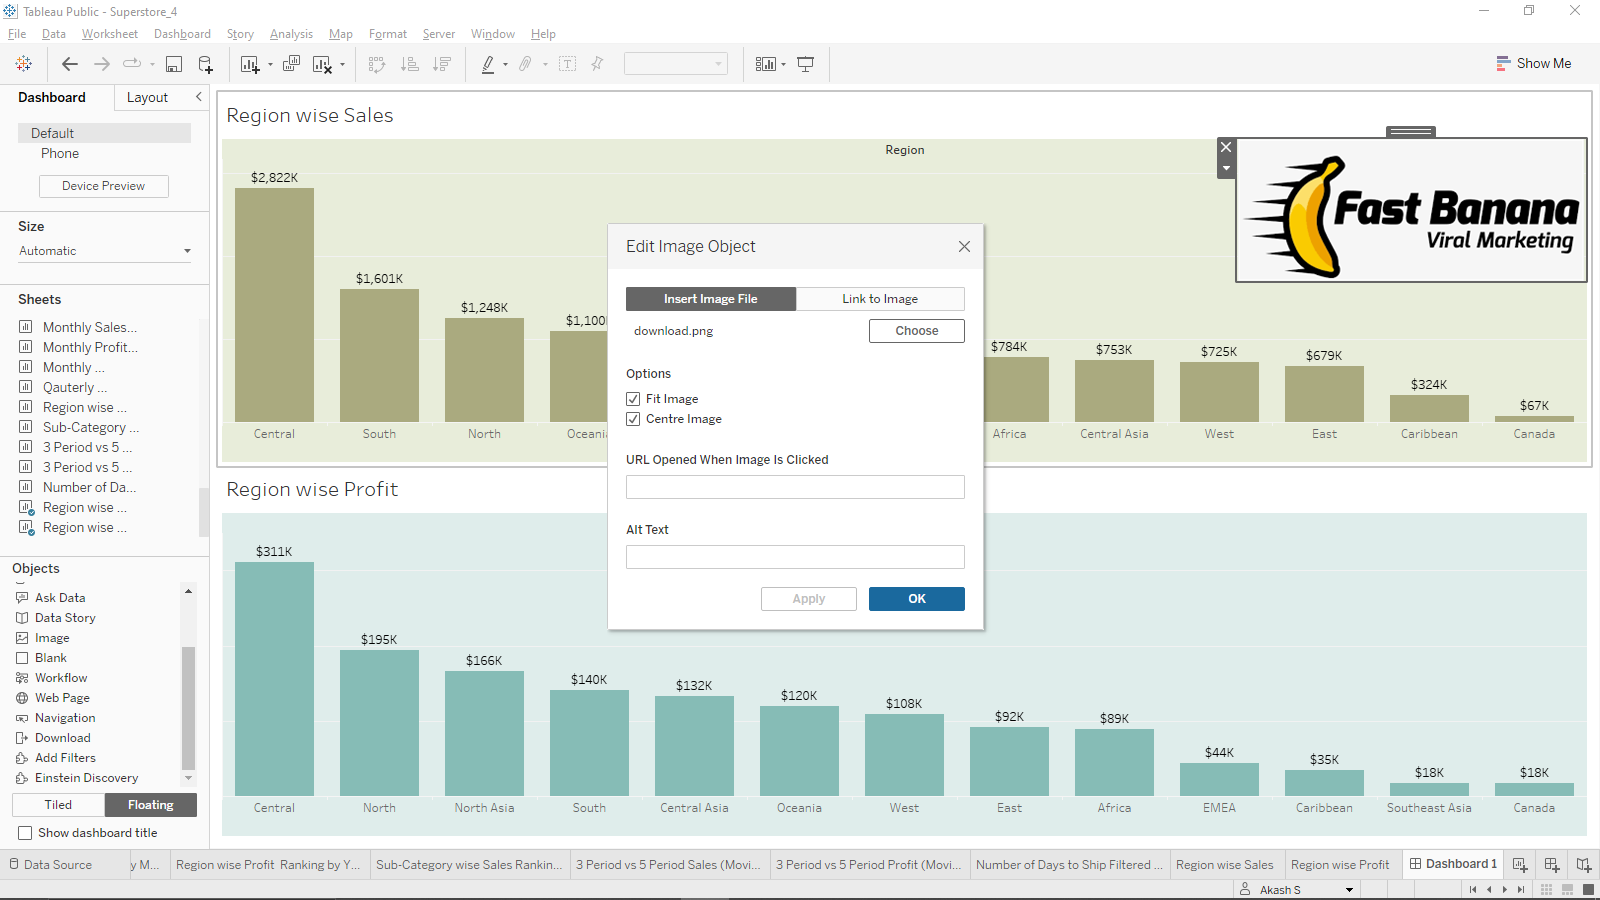 Tableau Public - Superstore_4
File Data Worksheet Dashboard Story Analysis Map Format Server Window Help
Show Me
Dashboard Layout
Default
Phone
Device Preview
Size
Automatic
Sheets
Monthly Sales...
Monthly Profit...
Monthly ...
Qauterly ...
Region wise ...
Sub-Category ...
3 Period vs 5 ...
3 Period vs 5 ...
Number of Da...
Region wise ...
Region wise ...
Objects
Ask Data
Data Story
Image
Blank
Workflow
Web Page
Navigation
Download
Add Filters
Einstein Discovery
Tiled Floating
Show dashboard title
Region wise Sales
Region
$2,822K
$1,601K
$1,248K
$1,100
$784K
$753K
$725K
$679K
$324K
$67K
Central South North Oceani Africa Central Asia West East Caribbean Canada
Fast Banana
Viral Marketing
Edit Image Object
Insert Image File Link to Image
download.png Choose
Options
Fit Image
Centre Image
URL Opened When Image Is Clicked
Alt Text
Apply OK
Region wise Profit
$311K
$195K
$166K
$140K
$132K
$120K
$108K
$92K
$89K
$44K
$35K
$18K
$18K
Central North North Asia South Central Asia Oceania West East Africa EMEA Caribbean Southeast Asia Canada
Data Source y M... Region wise Profit Ranking by Y... Sub-Category wise Sales Rankin... 3 Period vs 5 Period Sales (Movi... 3 Period vs 5 Period Profit (Movi... Number of Days to Ship Filtered ... Region wise Sales Region wise Profit Dashboard 1
Akash S